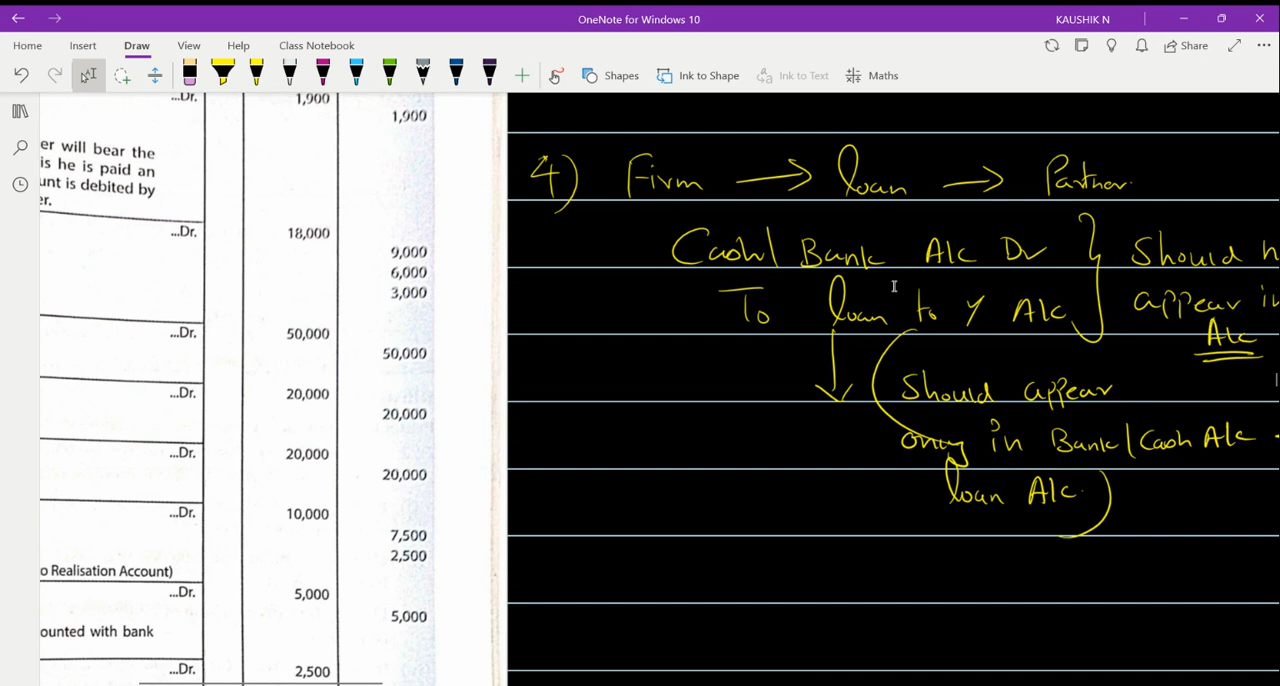 OneNote for Windows 10
KAUSHIK N
Home Insert Draw View Help Class Notebook
Share
Shapes Ink to Shape Ink to Text Maths
...Dr. 1,900
1,900
er will bear the
is he is paid an
unt is debited by
er.
...Dr. 18,000
9,000
6,000
3,000
...Dr. 50,000
50,000
...Dr. 20,000
20,000
...Dr. 20,000
20,000
...Dr. 10,000
7,500
2,500
o Realisation Account)
...Dr. 5,000
5,000
ounted with bank
...Dr. 2,500
4) Firm → loan → Partner.
Cash/ Bank A/c Dr } Should n
To loan to Y A/c appear in
A/c
(Should appear
only in Bank/Cash A/c
loan A/c.)